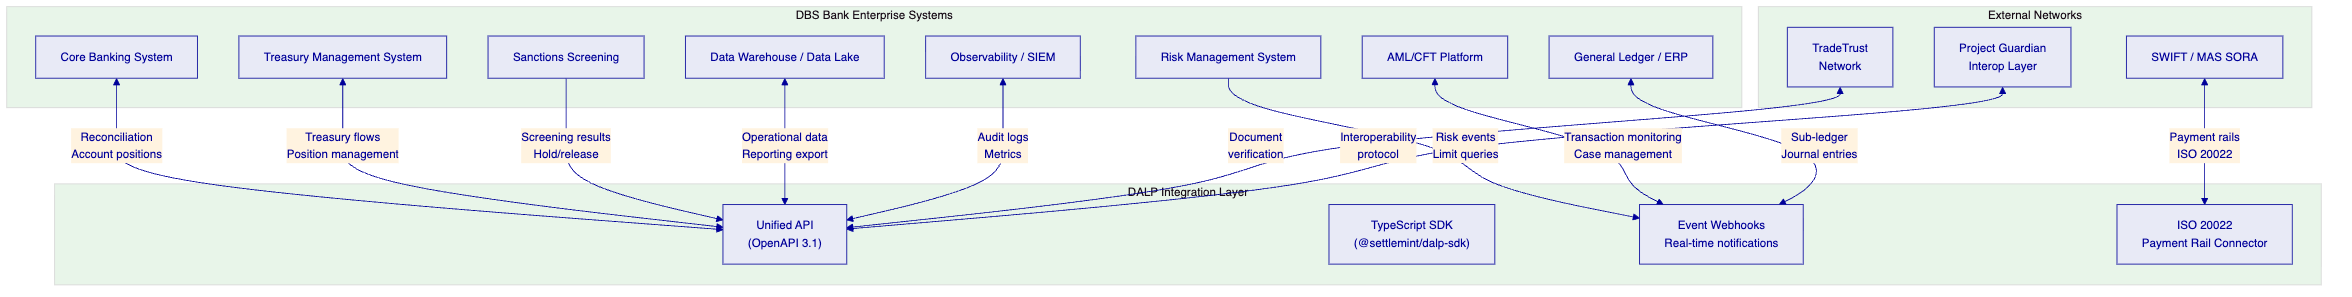 DBS Bank Enterprise Systems
External Networks
Core Banking System
Treasury Management System
Sanctions Screening
Data Warehouse / Data Lake
Observability / SIEM
Risk Management System
AML/CFT Platform
General Ledger / ERP
TradeTrust
Network
Project Guardian
Interop Layer
SWIFT / MAS SORA
Reconciliation
Account positions
Treasury flows
Position management
Screening results
Hold/release
Operational data
Reporting export
Audit logs
Metrics
Document
verification
Interoperability
protocol
Risk events
Limit queries
Transaction monitoring
Case management
Sub-ledger
Journal entries
Payment rails
ISO 20022
DALP Integration Layer
Unified API
(OpenAPI 3.1)
TypeScript SDK
(@settlemint/dalp-sdk)
Event Webhooks
Real-time notifications
ISO 20022
Payment Rail Connector